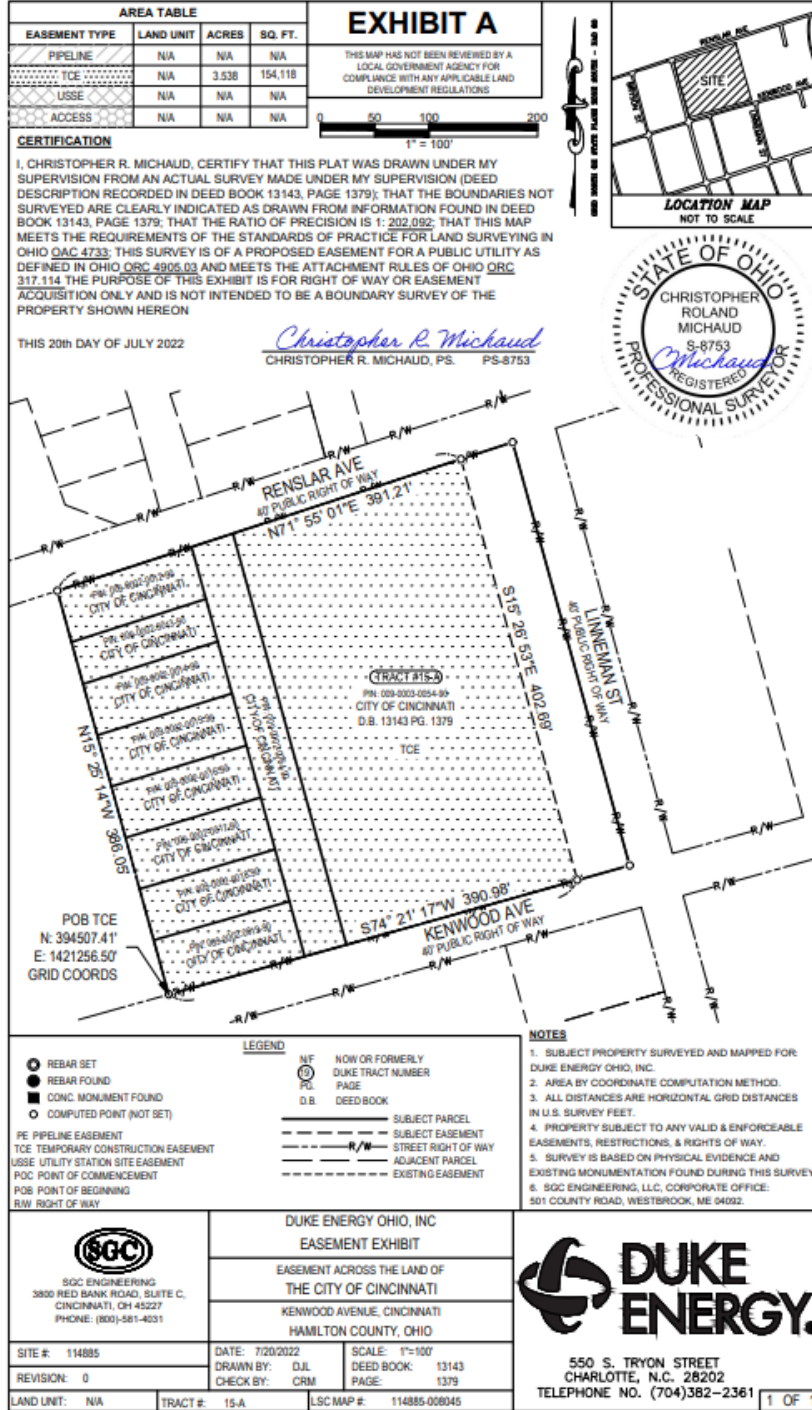 AREA TABLE
EASEMENT TYPE LAND UNIT ACRES SQ. FT.
PIPELINE N/A N/A N/A
TCE N/A 3.538 154,118
USSE N/A N/A N/A
ACCESS N/A N/A N/A
EXHIBIT A
THIS MAP HAS NOT BEEN REVIEWED BY A
LOCAL GOVERNMENT AGENCY FOR
COMPLIANCE WITH ANY APPLICABLE LAND
DEVELOPMENT REGULATIONS
0 50 100 200
1" = 100'
RENSLAR AVE
SITE
KENWOOD AVE
LOCATION MAP
NOT TO SCALE
CERTIFICATION
I, CHRISTOPHER R. MICHAUD, CERTIFY THAT THIS PLAT WAS DRAWN UNDER MY
SUPERVISION FROM AN ACTUAL SURVEY MADE UNDER MY SUPERVISION (DEED
DESCRIPTION RECORDED IN DEED BOOK 13143, PAGE 1379); THAT THE BOUNDARIES NOT
SURVEYED ARE CLEARLY INDICATED AS DRAWN FROM INFORMATION FOUND IN DEED
BOOK 13143, PAGE 1379; THAT THE RATIO OF PRECISION IS 1: 202,092; THAT THIS MAP
MEETS THE REQUIREMENTS OF THE STANDARDS OF PRACTICE FOR LAND SURVEYING IN
OHIO OAC 4733; THIS SURVEY IS OF A PROPOSED EASEMENT FOR A PUBLIC UTILITY AS
DEFINED IN OHIO ORC 4905.03 AND MEETS THE ATTACHMENT RULES OF OHIO ORC
317.114 THE PURPOSE OF THIS EXHIBIT IS FOR RIGHT OF WAY OR EASEMENT
ACQUISITION ONLY AND IS NOT INTENDED TO BE A BOUNDARY SURVEY OF THE
PROPERTY SHOWN HEREON
THIS 20th DAY OF JULY 2022
Christopher R. Michaud
CHRISTOPHER R. MICHAUD, PS. PS-8753
STATE OF OHIO
CHRISTOPHER
ROLAND
MICHAUD
S-8753
CMichaud
REGISTERED
PROFESSIONAL SURVEYOR
R/W
RENSLAR AVE
40' PUBLIC RIGHT OF WAY
N71° 55' 01"E 391.21'
CITY OF CINCINNATI
CITY OF CINCINNATI
CITY OF CINCINNATI
CITY OF CINCINNATI
CITY OF CINCINNATI
CITY OF CINCINNATI
CITY OF CINCINNATI
CITY OF CINCINNATI
CITY OF CINCINNATI
N15° 25' 14"W 386.05'
TRACT #15-A
PIN: 009-0003-0054-90
CITY OF CINCINNATI
D.B. 13143 PG. 1379
TCE
S15° 26' 53"E 402.69'
LINNEMAN ST
40' PUBLIC RIGHT OF WAY
S74° 21' 17"W 390.98'
KENWOOD AVE
40' PUBLIC RIGHT OF WAY
POB TCE
N: 394507.41'
E: 1421256.50'
GRID COORDS
LEGEND
REBAR SET
REBAR FOUND
CONC. MONUMENT FOUND
COMPUTED POINT (NOT SET)
PE PIPELINE EASEMENT
TCE TEMPORARY CONSTRUCTION EASEMENT
USSE UTILITY STATION SITE EASEMENT
POC POINT OF COMMENCEMENT
POB POINT OF BEGINNING
R/W RIGHT OF WAY
N/F NOW OR FORMERLY
19 DUKE TRACT NUMBER
PG. PAGE
D.B. DEED BOOK
SUBJECT PARCEL
SUBJECT EASEMENT
R/W STREET RIGHT OF WAY
ADJACENT PARCEL
EXISTING EASEMENT
NOTES
1. SUBJECT PROPERTY SURVEYED AND MAPPED FOR:
DUKE ENERGY OHIO, INC.
2. AREA BY COORDINATE COMPUTATION METHOD.
3. ALL DISTANCES ARE HORIZONTAL GRID DISTANCES
IN U.S. SURVEY FEET.
4. PROPERTY SUBJECT TO ANY VALID & ENFORCEABLE
EASEMENTS, RESTRICTIONS, & RIGHTS OF WAY.
5. SURVEY IS BASED ON PHYSICAL EVIDENCE AND
EXISTING MONUMENTATION FOUND DURING THIS SURVEY
6. SGC ENGINEERING, LLC, CORPORATE OFFICE:
501 COUNTY ROAD, WESTBROOK, ME 04092.
SGC
SGC ENGINEERING
3800 RED BANK ROAD, SUITE C,
CINCINNATI, OH 45227
PHONE: (800)-581-4031
DUKE ENERGY OHIO, INC
EASEMENT EXHIBIT
EASEMENT ACROSS THE LAND OF
THE CITY OF CINCINNATI
KENWOOD AVENUE, CINCINNATI
HAMILTON COUNTY, OHIO
SITE #: 114885
REVISION: 0
DATE: 7/20/2022
DRAWN BY: DJL
CHECK BY: CRM
SCALE: 1"=100'
DEED BOOK: 13143
PAGE: 1379
LAND UNIT: N/A
TRACT #: 15-A
LSC MAP #: 114885-008045
DUKE
ENERGY.
550 S. TRYON STREET
CHARLOTTE, N.C. 28202
TELEPHONE NO. (704)382-2361
1 OF